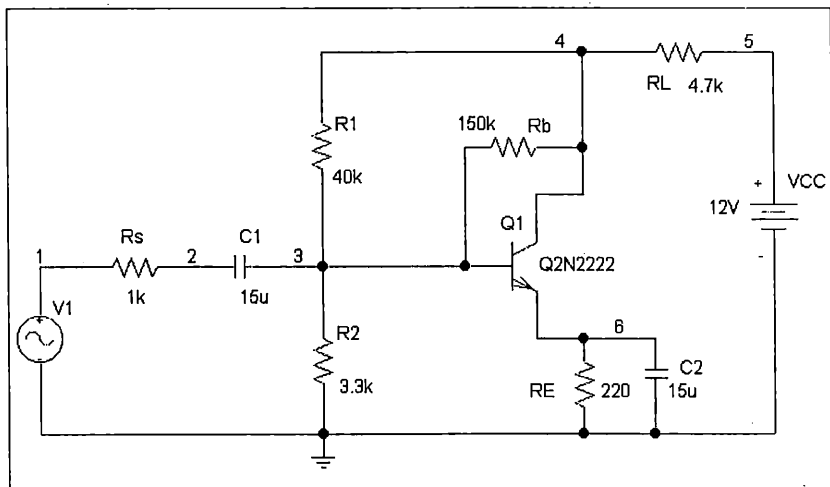 4
5
RL
4.7k
R1
40k
150k
Rb
+
VCC
12V
-
Q1
Q2N2222
1
Rs
1k
2
C1
15u
3
V1
R2
3.3k
6
RE
220
C2
15u